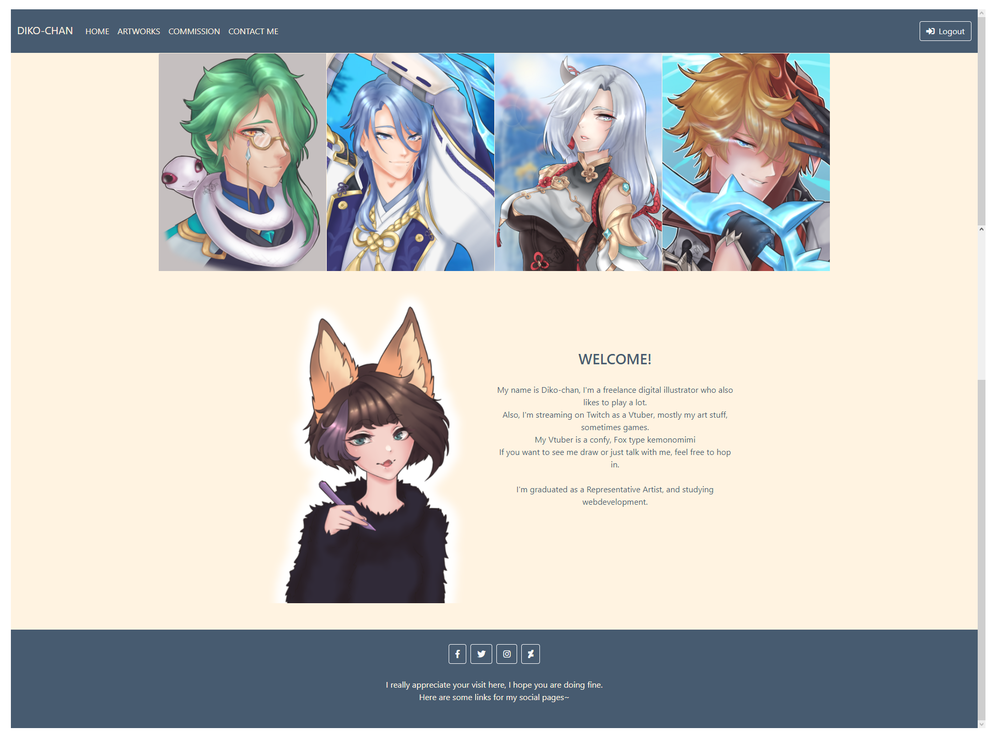 DIKO-CHAN HOME ARTWORKS COMMISSION CONTACT ME Logout
WELCOME!
My name is Diko-chan, I'm a freelance digital illustrator who also
likes to play a lot.
Also, I'm streaming on Twitch as a Vtuber, mostly my art stuff,
sometimes games.
My Vtuber is a confy, Fox type kemonomimi
If you want to see me draw or just talk with me, feel free to hop
in.
I'm graduated as a Representative Artist, and studying
webdevelopment.
I really appreciate your visit here, I hope you are doing fine.
Here are some links for my social pages~